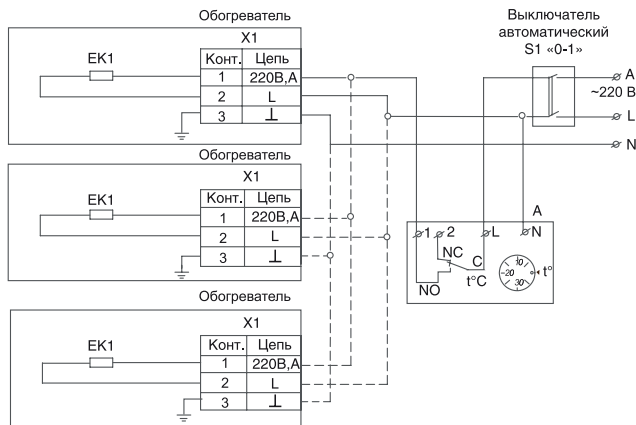 Обогреватель
X1
EK1
Конт. Цепь
1 220В,А
2 L
3 ⊥
Обогреватель
X1
EK1
Конт. Цепь
1 220В,А
2 L
3 ⊥
Обогреватель
X1
EK1
Конт. Цепь
1 220В,А
2 L
3 ⊥
Выключатель
автоматический
S1 «0-1»
A
~220 В
L
N
A
1 2 L N
NC
C
t°C
NO
10
-20
30
t°